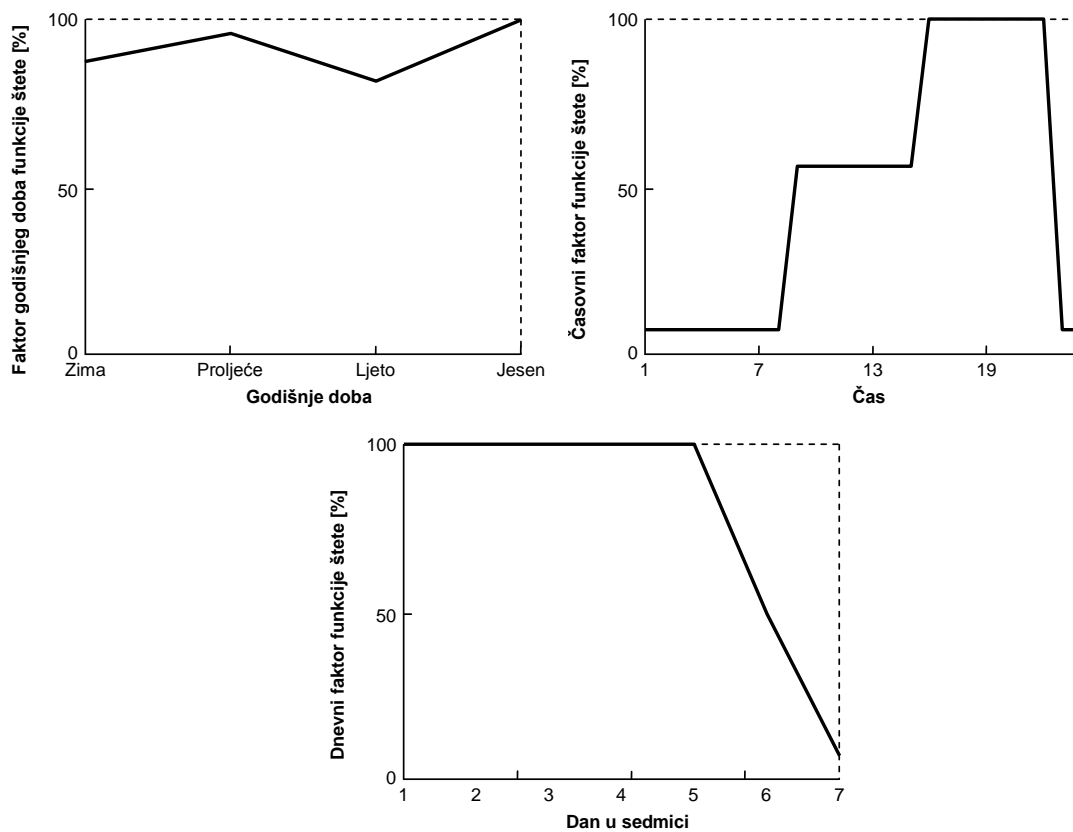 Faktor godišnjeg doba funkcije štete [%]
100
50
0
Zima Proljeće Ljeto Jesen
Godišnje doba
Časovni faktor funkcije štete [%]
100
50
0
1 7 13 19
Čas
Dnevni faktor funkcije štete [%]
100
50
0
1 2 3 4 5 6 7
Dan u sedmici